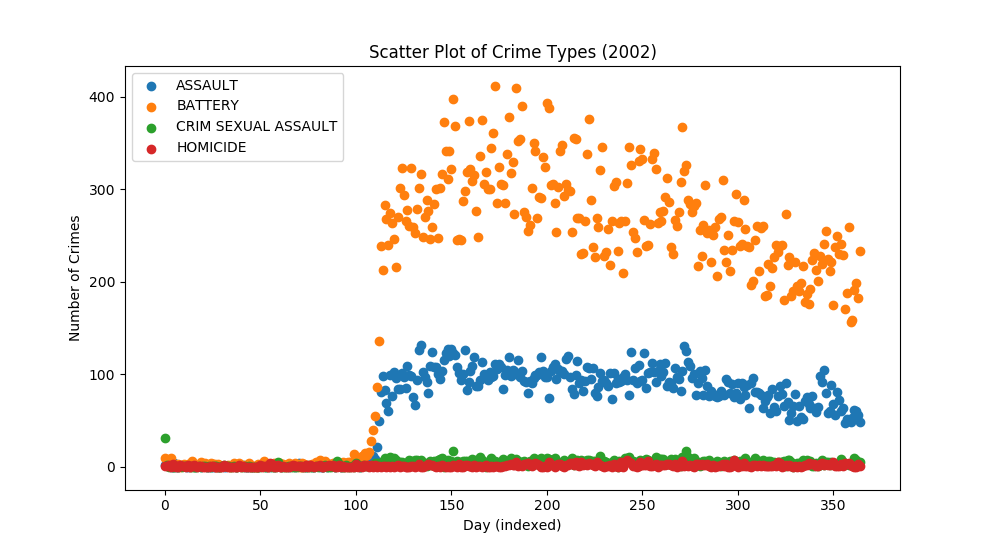 Scatter Plot of Crime Types (2002)
ASSAULT
BATTERY
CRIM SEXUAL ASSAULT
HOMICIDE
Number of Crimes
400
300
200
100
0
0 50 100 150 200 250 300 350
Day (indexed)